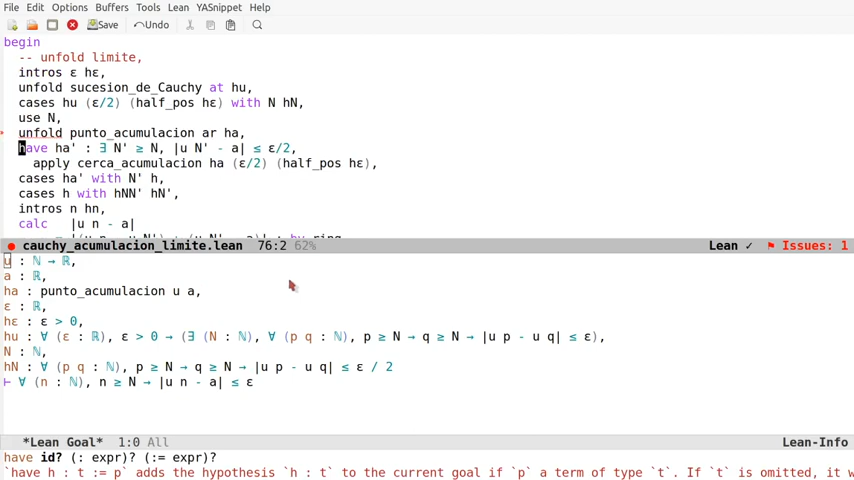 File Edit Options Buffers Tools Lean YASnippet Help
Save Undo
begin
-- unfold limite,
intros ε hε,
unfold sucesion_de_Cauchy at hu,
cases hu (ε/2) (half_pos hε) with N hN,
use N,
unfold punto_acumulacion ar ha,
have ha' : ∃ N' ≥ N, |u N' - a| ≤ ε/2,
apply cerca_acumulacion ha (ε/2) (half_pos hε),
cases ha' with N' h,
cases h with hNN' hN',
intros n hn,
calc |u n - a|
cauchy_acumulacion_limite.lean 76:2 62% Lean ✓ Issues: 1
u : ℕ → ℝ,
a : ℝ,
ha : punto_acumulacion u a,
ε : ℝ,
hε : ε > 0,
hu : ∀ (ε : ℝ), ε > 0 → (∃ (N : ℕ), ∀ (p q : ℕ), p ≥ N → q ≥ N → |u p - u q| ≤ ε),
N : ℕ,
hN : ∀ (p q : ℕ), p ≥ N → q ≥ N → |u p - u q| ≤ ε / 2
⊢ ∀ (n : ℕ), n ≥ N → |u n - a| ≤ ε
*Lean Goal* 1:0 All Lean-Info
have id? (: expr)? (:= expr)?
`have h : t := p` adds the hypothesis `h : t` to the current goal if `p` a term of type `t`. If `t` is omitted, it w